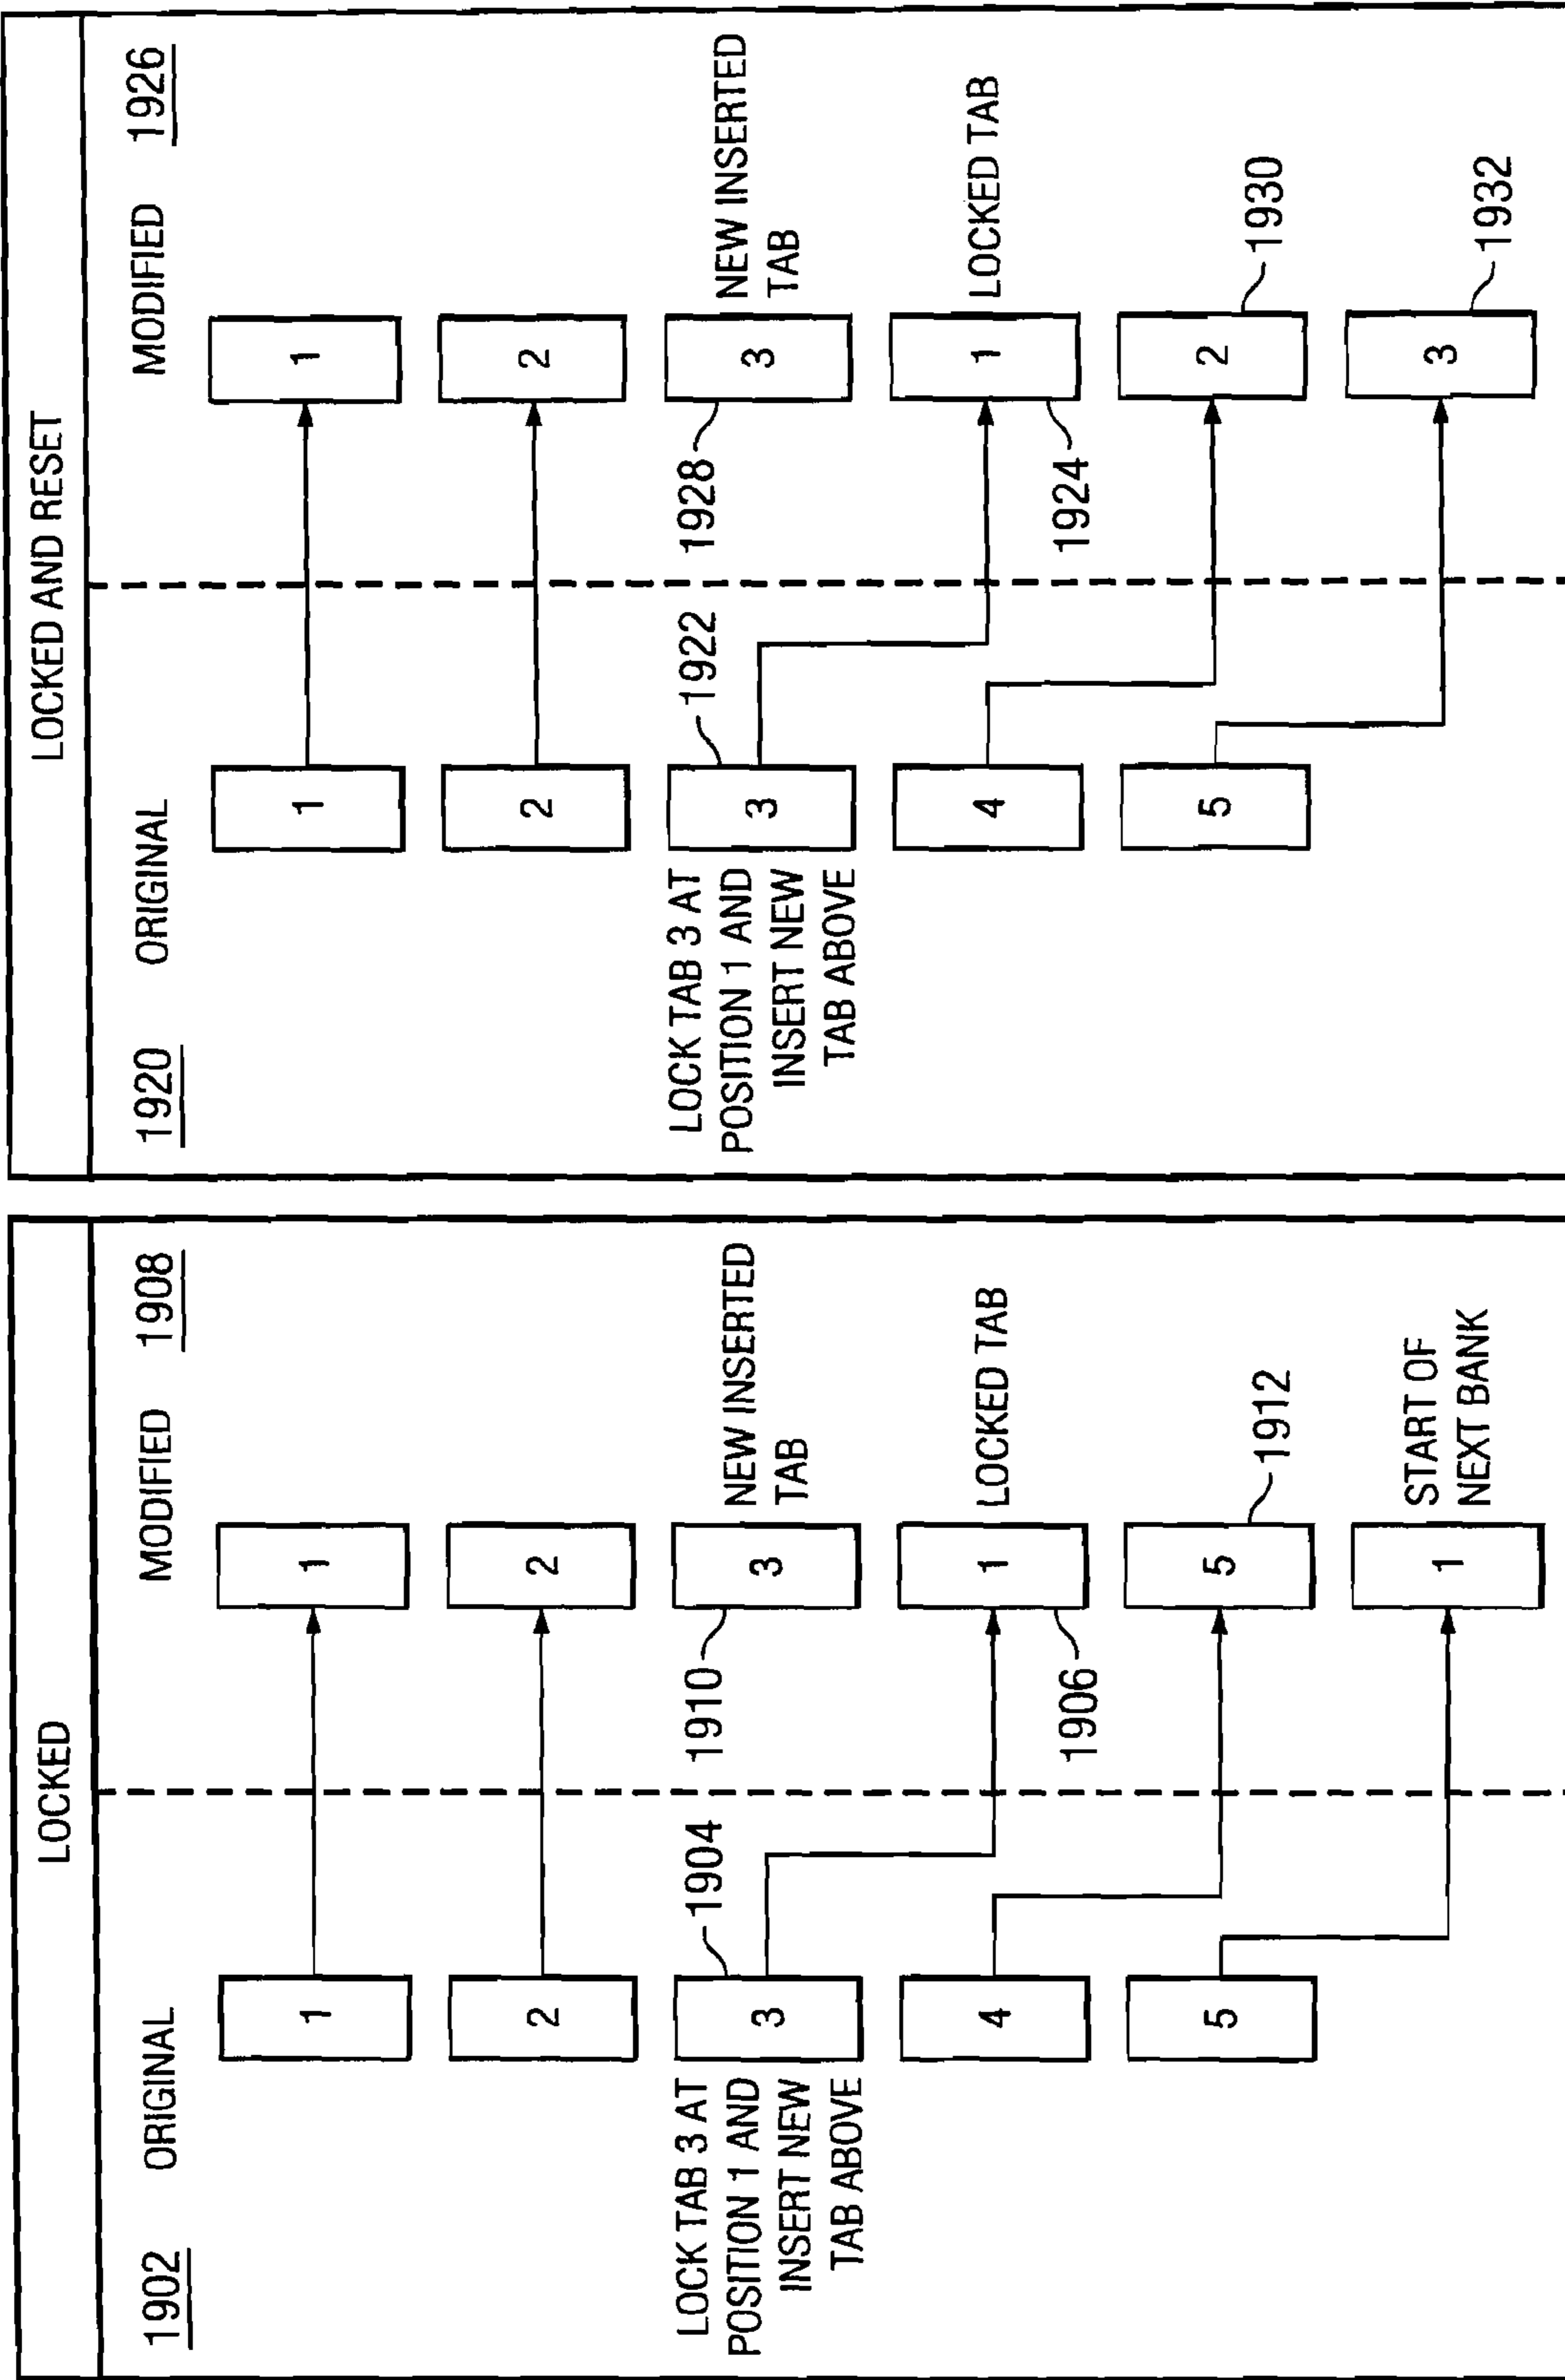 LOCKED
1902
ORIGINAL
MODIFIED
1908
1
1
2
2
LOCK TAB 3 AT
POSITION 1 AND
INSERT NEW
TAB ABOVE
3
1904
1910
3
NEW INSERTED
TAB
4
1906
1
LOCKED TAB
5
5
1912
1
START OF
NEXT BANK
LOCKED AND RESET
1920
ORIGINAL
MODIFIED
1926
1
1
2
2
LOCK TAB 3 AT
POSITION 1 AND
INSERT NEW
TAB ABOVE
3
1922
1928
3
NEW INSERTED
TAB
4
1924
1
LOCKED TAB
5
2
1930
3
1932